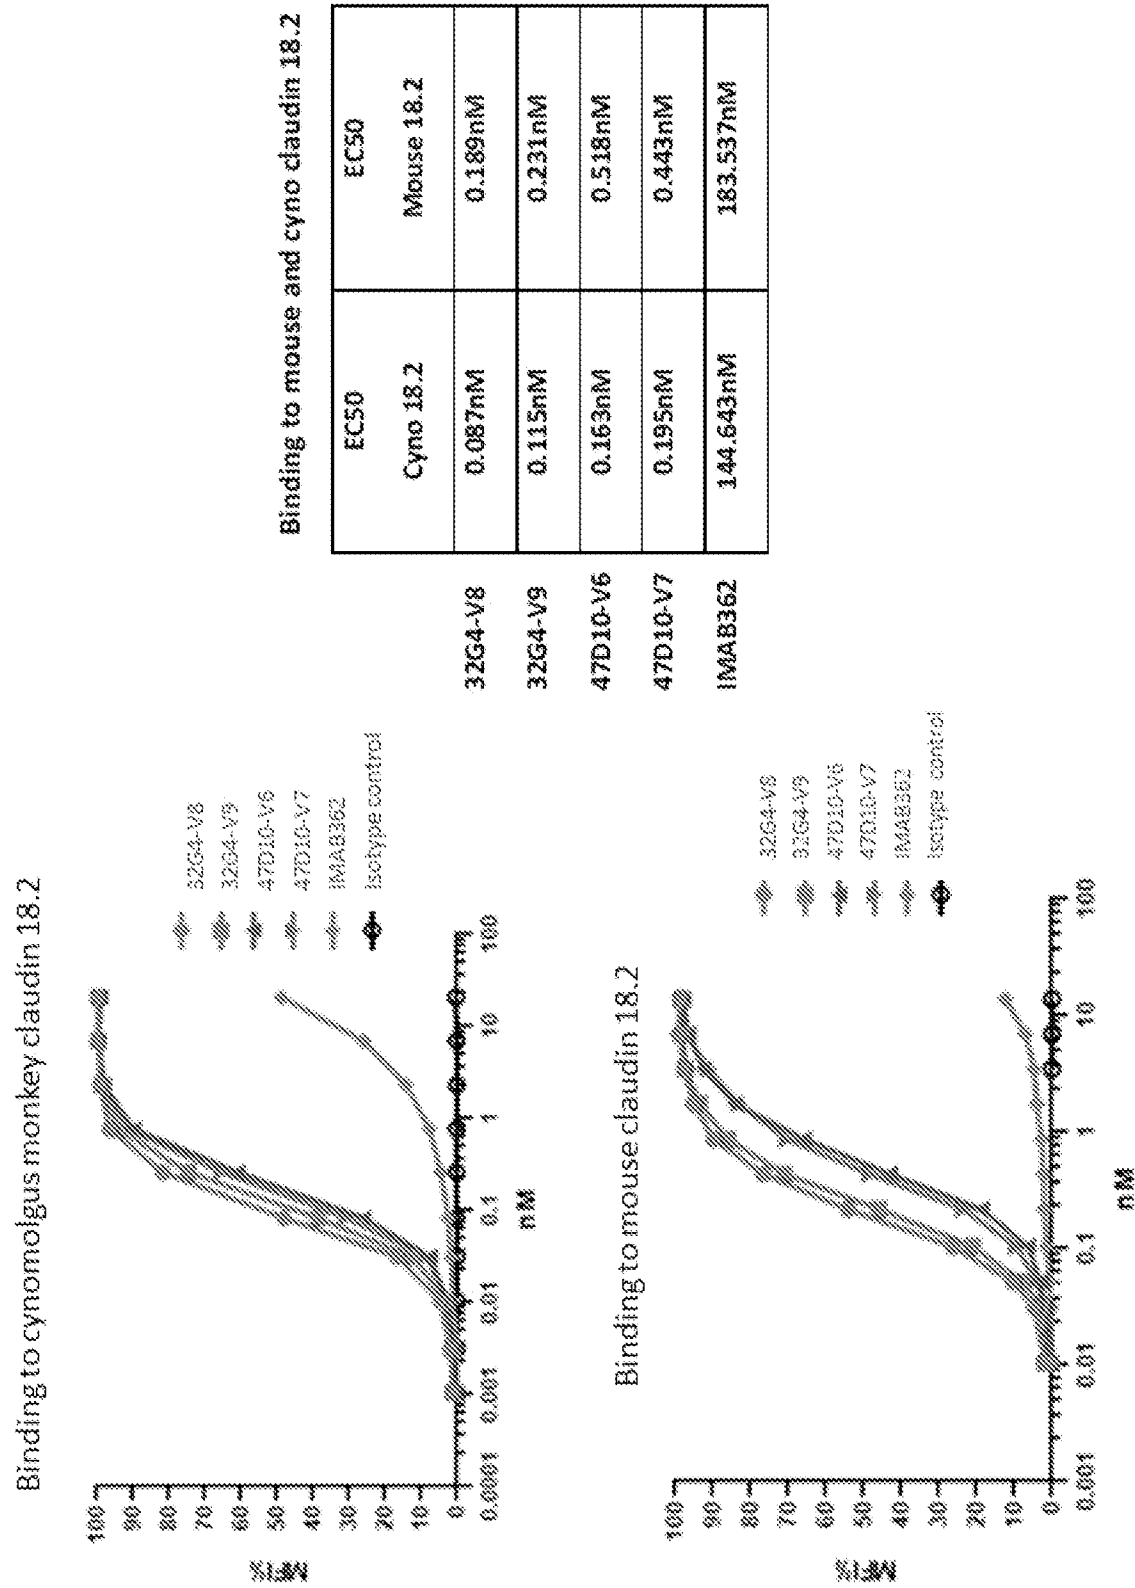 Binding to cynomolgus monkey claudin 18.2
MFI%
100
90
80
70
60
50
40
30
20
10
0
0.0001
0.001
0.01
0.1
1
10
100
nM
32G4-V8
32G4-V9
47D10-V6
47D10-V7
IMAB362
Isotype control
Binding to mouse claudin 18.2
MFI%
100
90
80
70
60
50
40
30
20
10
0
0.001
0.01
0.1
1
10
100
nM
32G4-V8
32G4-V9
47D10-V6
47D10-V7
IMAB362
Isotype control
Binding to mouse and cyno claudin 18.2
EC50 EC50
Cyno 18.2 Mouse 18.2
32G4-V8 0.087nM 0.189nM
32G4-V9 0.115nM 0.231nM
47D10-V6 0.163nM 0.518nM
47D10-V7 0.195nM 0.443nM
IMAB362 144.643nM 183.537nM